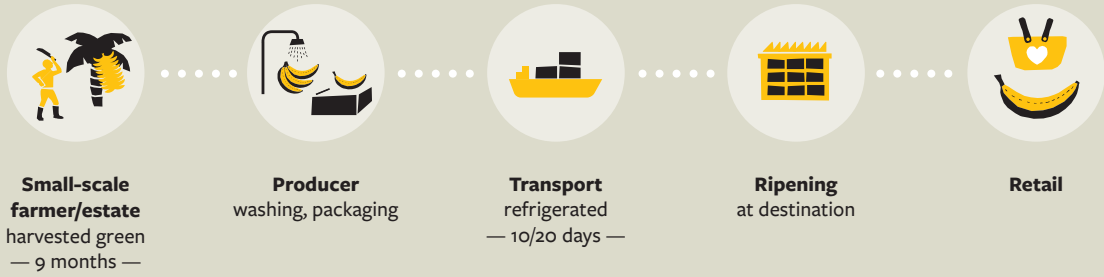 Small-scale
farmer/estate
harvested green
— 9 months —
Producer
washing, packaging
Transport
refrigerated
— 10/20 days —
Ripening
at destination
Retail